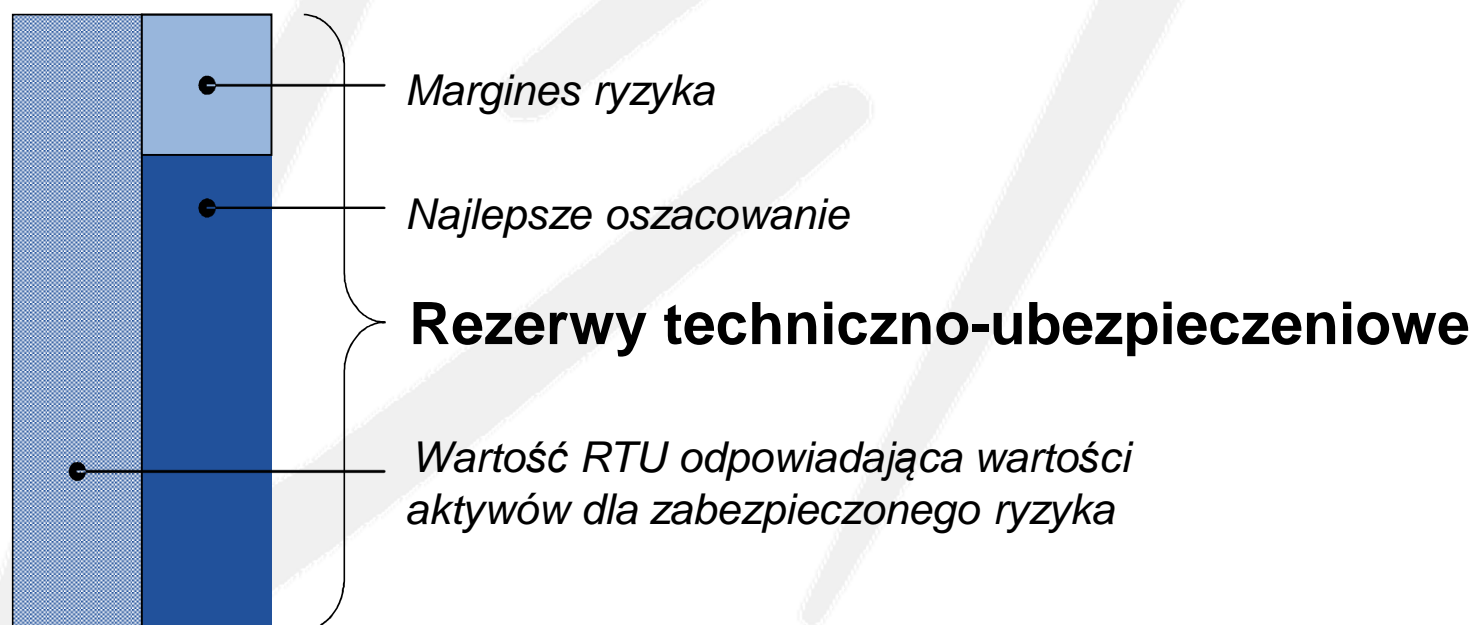 Margines ryzyka
Najlepsze oszacowanie
Rezerwy techniczno-ubezpieczeniowe
Wartość RTU odpowiadająca wartości
aktywów dla zabezpieczonego ryzyka